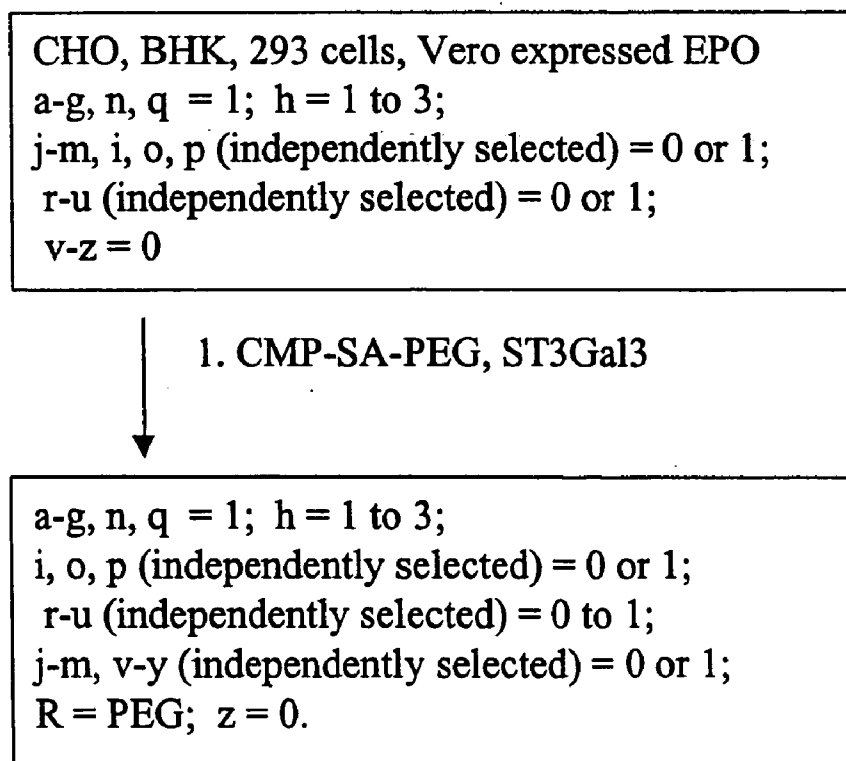 CHO, BHK, 293 cells, Vero expressed EPO
a-g, n, q = 1; h = 1 to 3;
j-m, i, o, p (independently selected) = 0 or 1;
r-u (independently selected) = 0 or 1;
v-z = 0
1. CMP-SA-PEG, ST3Gal3
a-g, n, q = 1; h = 1 to 3;
i, o, p (independently selected) = 0 or 1;
r-u (independently selected) = 0 to 1;
j-m, v-y (independently selected) = 0 or 1;
R = PEG; z = 0.